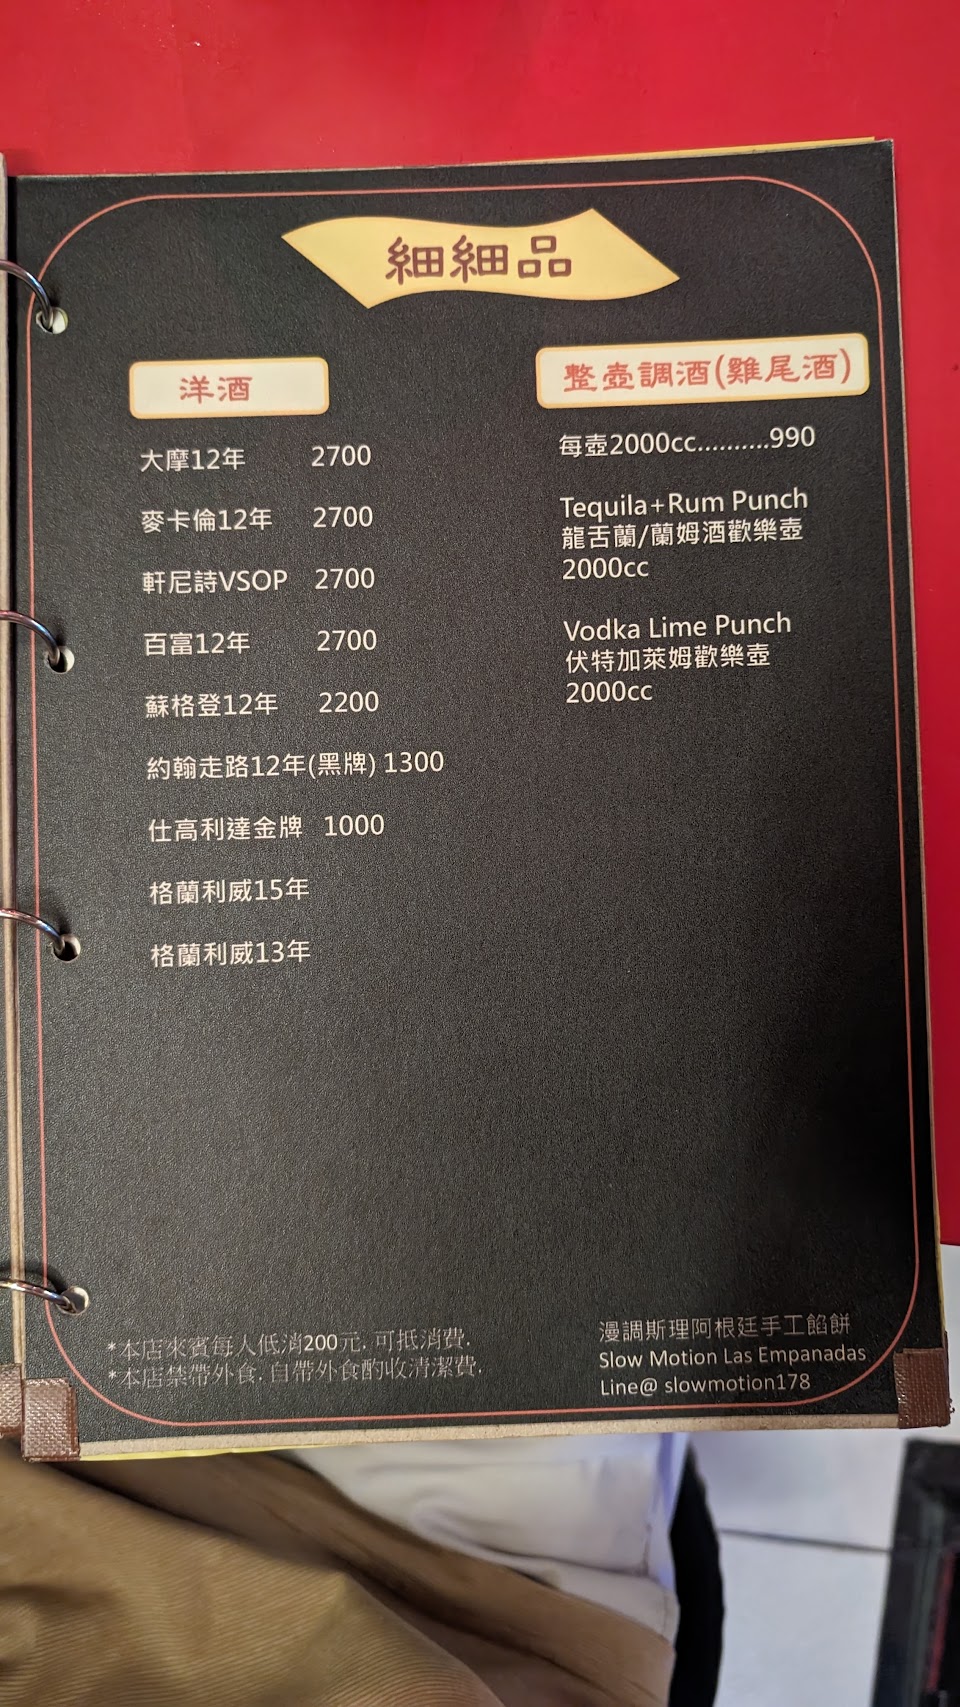 細細品
洋酒
大摩12年 2700
麥卡倫12年 2700
軒尼詩VSOP 2700
百富12年 2700
蘇格登12年 2200
約翰走路12年(黑牌) 1300
仕高利達金牌 1000
格蘭利威15年
格蘭利威13年
整壺調酒(雞尾酒)
每壺2000cc..........990
Tequila+Rum Punch
龍舌蘭/蘭姆酒歡樂壺
2000cc
Vodka Lime Punch
伏特加萊姆歡樂壺
2000cc
*本店來賓每人低消200元. 可抵消費.
*本店禁帶外食. 自帶外食酌收清潔費.
漫調斯理阿根廷手工餡餅
Slow Motion Las Empanadas
Line@ slowmotion178